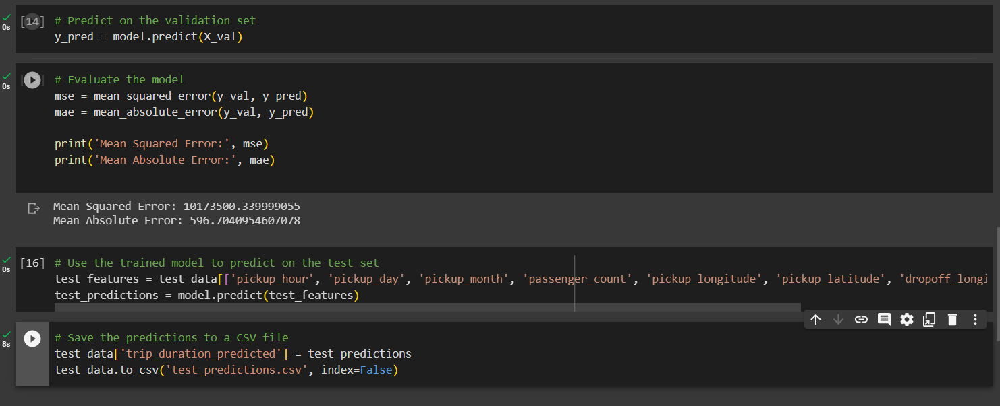 [14] # Predict on the validation set
0s y_pred = model.predict(X_val)
# Evaluate the model
0s mse = mean_squared_error(y_val, y_pred)
mae = mean_absolute_error(y_val, y_pred)
print('Mean Squared Error:', mse)
print('Mean Absolute Error:', mae)
Mean Squared Error: 10173500.339999055
Mean Absolute Error: 596.7040954607078
[16] # Use the trained model to predict on the test set
0s test_features = test_data[['pickup_hour', 'pickup_day', 'pickup_month', 'passenger_count', 'pickup_longitude', 'pickup_latitude', 'dropoff_longi
test_predictions = model.predict(test_features)
# Save the predictions to a CSV file
8s test_data['trip_duration_predicted'] = test_predictions
test_data.to_csv('test_predictions.csv', index=False)